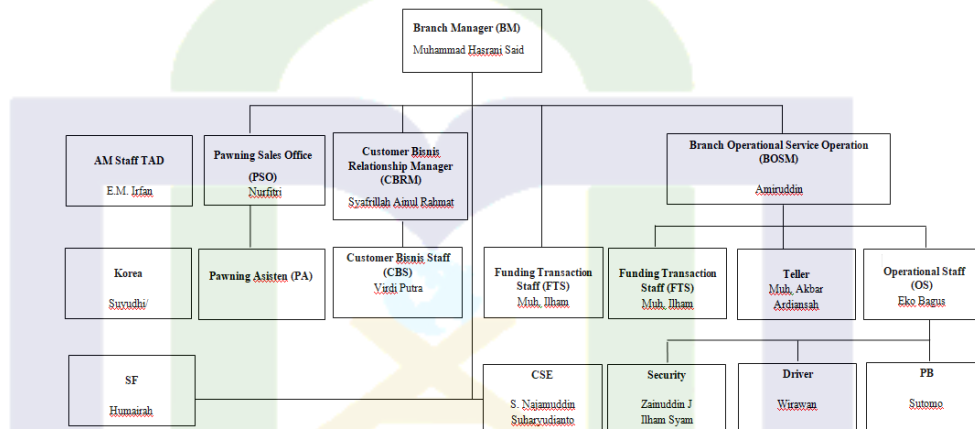 Branch Manager (BM)
Muhammad Hasrani Said
AM Staff TAD
E.M. Irfan
Pawning Sales Office
(PSO)
Nurfitri
Customer Bisnis
Relationship Manager
(CBRM)
Syafrillah Ainul Rahmat
Branch Operational Service Operation
(BOSM)
Amiruddin
Korea
Suyudhi/
Pawning Asisten (PA)
Customer Bisnis Staff
(CBS)
Virdi Putra
Funding Transaction
Staff (FTS)
Muh, Ilham
Funding Transaction
Staff (FTS)
Muh, Ilham
Teller
Muh, Akbar
Ardiansah
Operational Staff
(OS)
Eko Bagus
SF
Humairah
CSE
S. Najamuddin
Suharyudianto
Security
Zainuddin J
Ilham Syam
Driver
Wirawan
PB
Sutomo